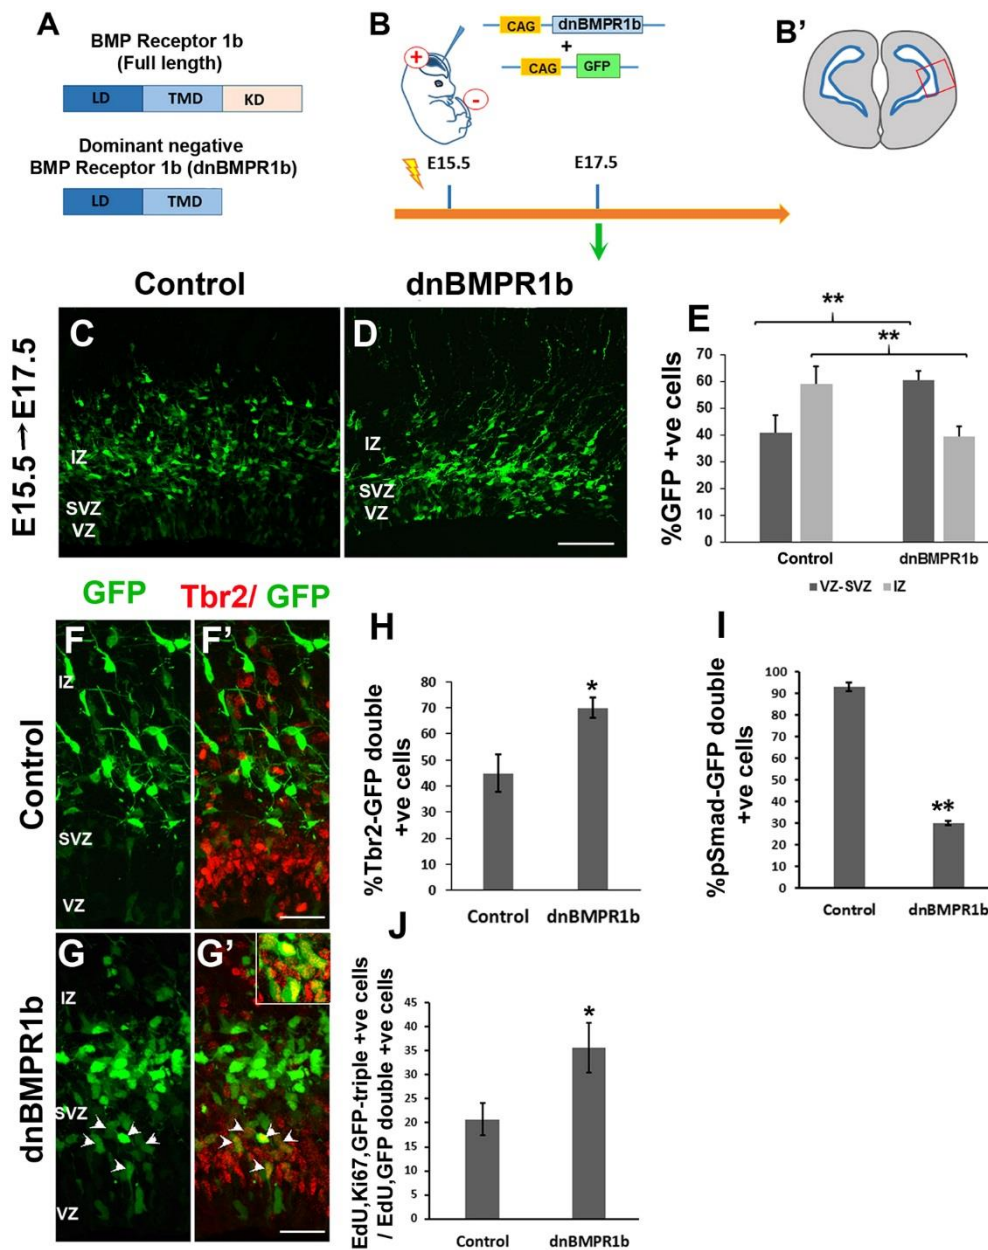 A
BMP Receptor 1b
(Full length)
LD TMD KD
Dominant negative
BMP Receptor 1b (dnBMPR1b)
LD TMD
B
CAG dnBMPR1b
+
CAG GFP
+
-
E15.5 E17.5
B'
Control dnBMPR1b
E15.5→E17.5
C
IZ
SVZ
VZ
D
IZ
SVZ
VZ
E
** **
%GFP +ve cells
70
60
50
40
30
20
10
0
Control dnBMPR1b
VZ-SVZ IZ
GFP Tbr2/ GFP
Control
F
IZ
SVZ
VZ
F'
dnBMPR1b
G
IZ
SVZ
VZ
G'
H
%Tbr2-GFP double
+ve cells
80
70
60
50
40
30
20
10
0
*
Control dnBMPR1b
I
%pSmad-GFP double
+ve cells
100
90
80
70
60
50
40
30
20
10
0
**
Control dnBMPR1b
J
EdU,Ki67,GFP-triple +ve cells
/ EdU,GFP double +ve cells
45
40
35
30
25
20
15
10
5
0
*
Control dnBMPR1b